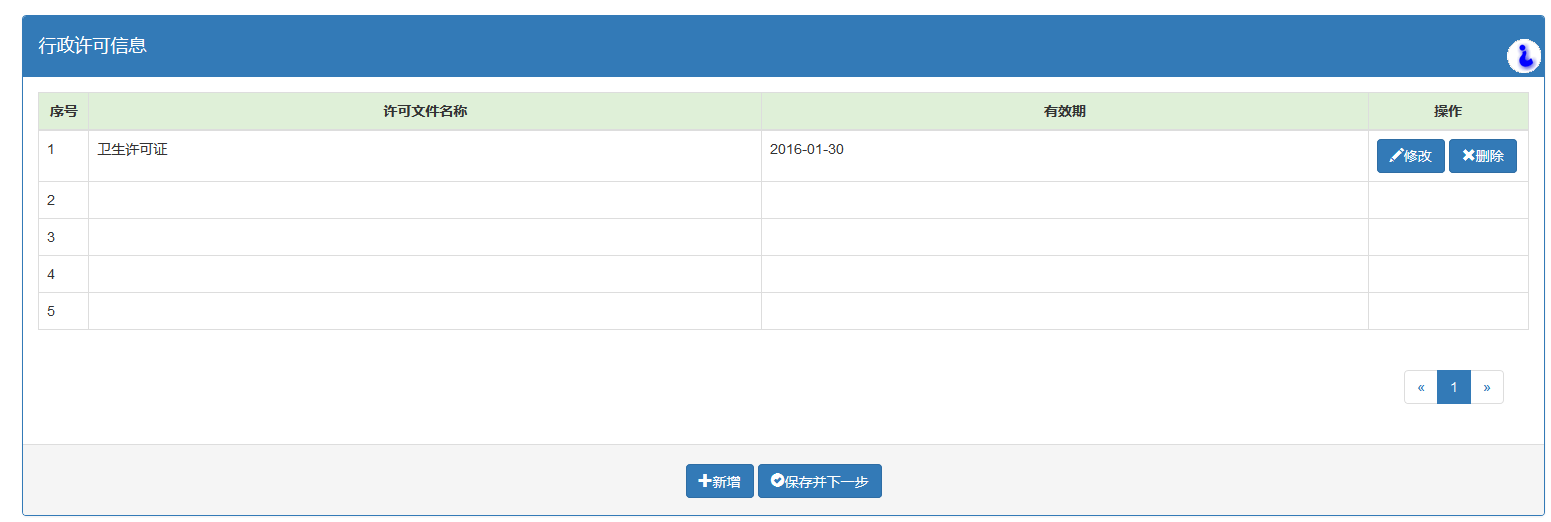 行政许可信息
序号 许可文件名称 有效期 操作
1 卫生许可证 2016-01-30 修改 删除
2
3
4
5
« 1 »
新增 保存并下一步